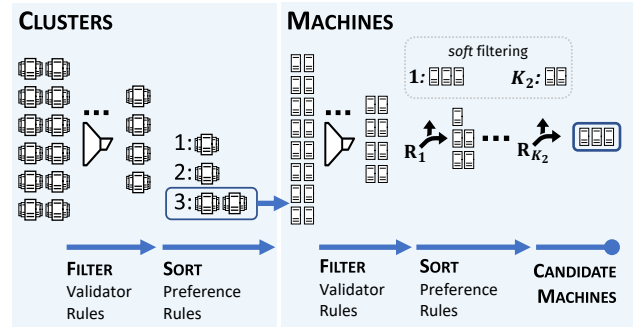 CLUSTERS
...
1:
2:
3:
FILTER
Validator
Rules
SORT
Preference
Rules
MACHINES
...
soft filtering
1:
K₂:
R₁
...
R_K₂
FILTER
Validator
Rules
SORT
Preference
Rules
CANDIDATE
MACHINES